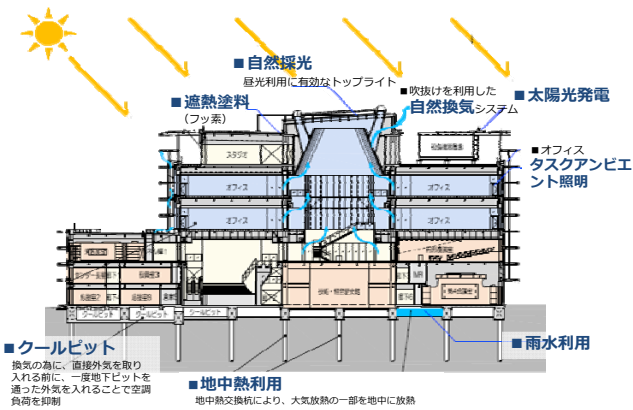 ■自然採光
昼光利用に有効なトップライト
■吹抜けを利用した
自然換気システム
■太陽光発電
■遮熱塗料
(フッ素)
■オフィス
タスクアンビエ
ント照明
スタジオ
オフィス
オフィス
オフィス
オフィス
クールピット
クールピット
クールピット
■クールピット
換気の為に、直接外気を取り
入れる前に、一度地下ピットを
通った外気を入れることで空調
負荷を抑制
■地中熱利用
地中熱交換杭により、大気放熱の一部を地中に放熱
■雨水利用